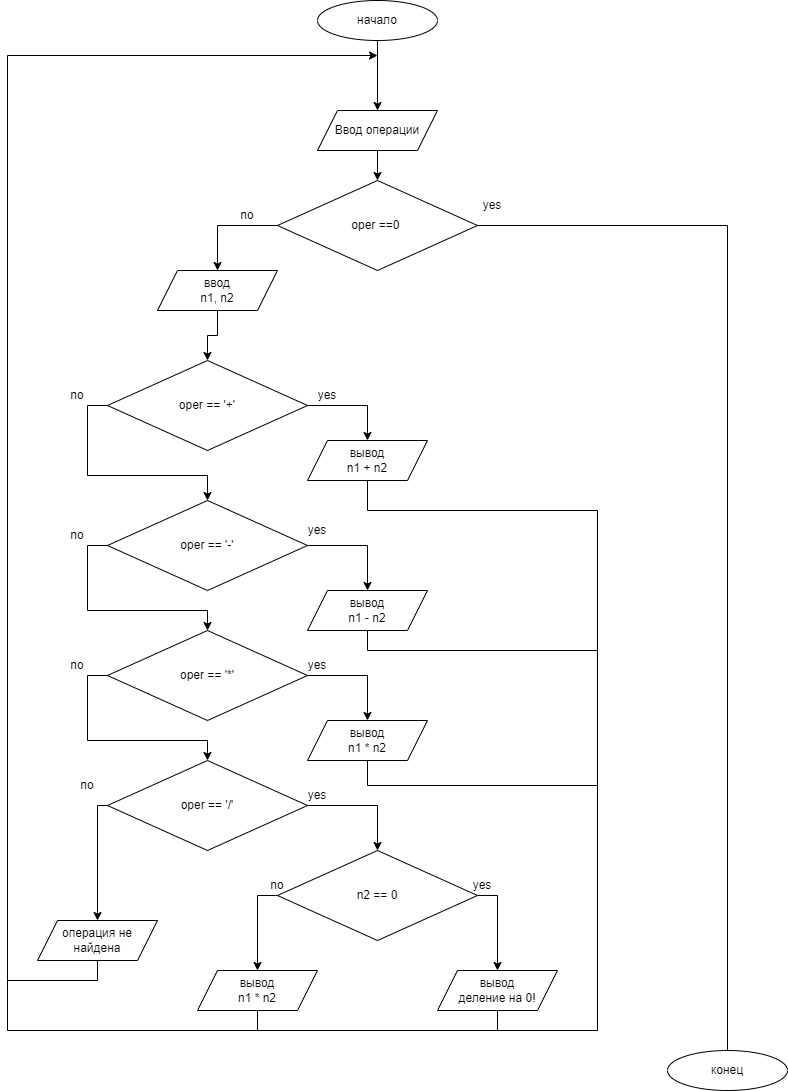 начало
Ввод операции
oper ==0
no
yes
ввод
n1, n2
oper == '+'
no
yes
вывод
n1 + n2
oper == '-'
no
yes
вывод
n1 - n2
oper == '*'
no
yes
вывод
n1 * n2
oper == '/'
no
yes
n2 == 0
no
yes
операция не
найдена
вывод
n1 * n2
вывод
деление на 0!
конец